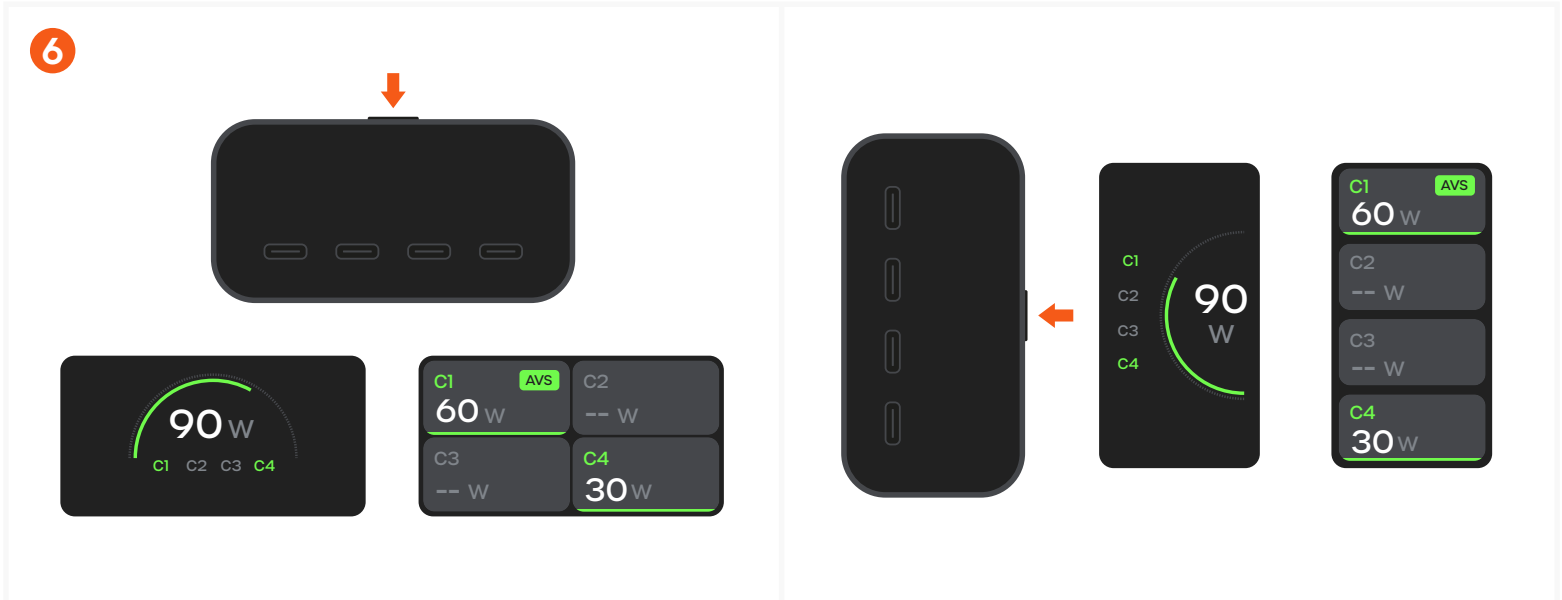 6
90 W
C1 C2 C3 C4
C1 AVS C2
60 W -- W
C3 C4
-- W 30 W
C1
C2
C3
C4
90
W
C1 AVS
60 W
C2
-- W
C3
-- W
C4
30 W